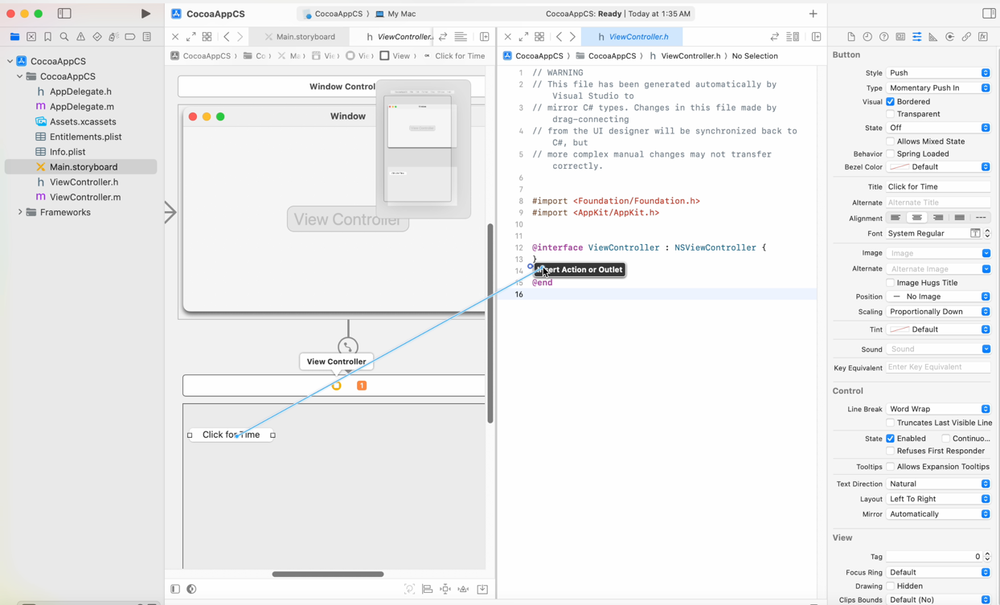 CocoaAppCS
CocoaAppCS 〉 My Mac
CocoaAppCS: Ready | Today at 1:35 AM
Main.storyboard
ViewController.
ViewController.h
CocoaAppCS 〉 Co 〉 Ma 〉 Vie 〉 Vie 〉 View 〉 Click for Time
CocoaAppCS 〉 CocoaAppCS 〉 h ViewController.h 〉 No Selection
CocoaAppCS
CocoaAppCS
h AppDelegate.h
m AppDelegate.m
Assets.xcassets
Entitlements.plist
Info.plist
Main.storyboard
h ViewController.h
m ViewController.m
Frameworks
Window Control
Window
View Controller
View Controller
1
Click for Time
1 // WARNING
2 // This file has been generated automatically by
Visual Studio to
3 // mirror C# types. Changes in this file made by
drag-connecting
4 // from the UI designer will be synchronized back to
C#, but
5 // more complex manual changes may not transfer
correctly.
6
7
8 #import <Foundation/Foundation.h>
9 #import <AppKit/AppKit.h>
10
11
12 @interface ViewController : NSViewController {
13 }
14 Insert Action or Outlet
15 @end
16
Button
Style Push
Type Momentary Push In
Visual Bordered
Transparent
State Off
Allows Mixed State
Behavior Spring Loaded
Bezel Color Default
Title Click for Time
Alternate Alternate Title
Alignment
Font System Regular
Image Image
Alternate Alternate Image
Image Hugs Title
Position No Image
Scaling Proportionally Down
Tint Default
Sound Sound
Key Equivalent Enter Key Equivalent
Control
Line Break Word Wrap
Truncates Last Visible Line
State Enabled Continuo...
Refuses First Responder
Tooltips Allows Expansion Tooltips
Text Direction Natural
Layout Left To Right
Mirror Automatically
View
Tag 0
Focus Ring Default
Drawing Hidden
Clips Bounds Default (No)